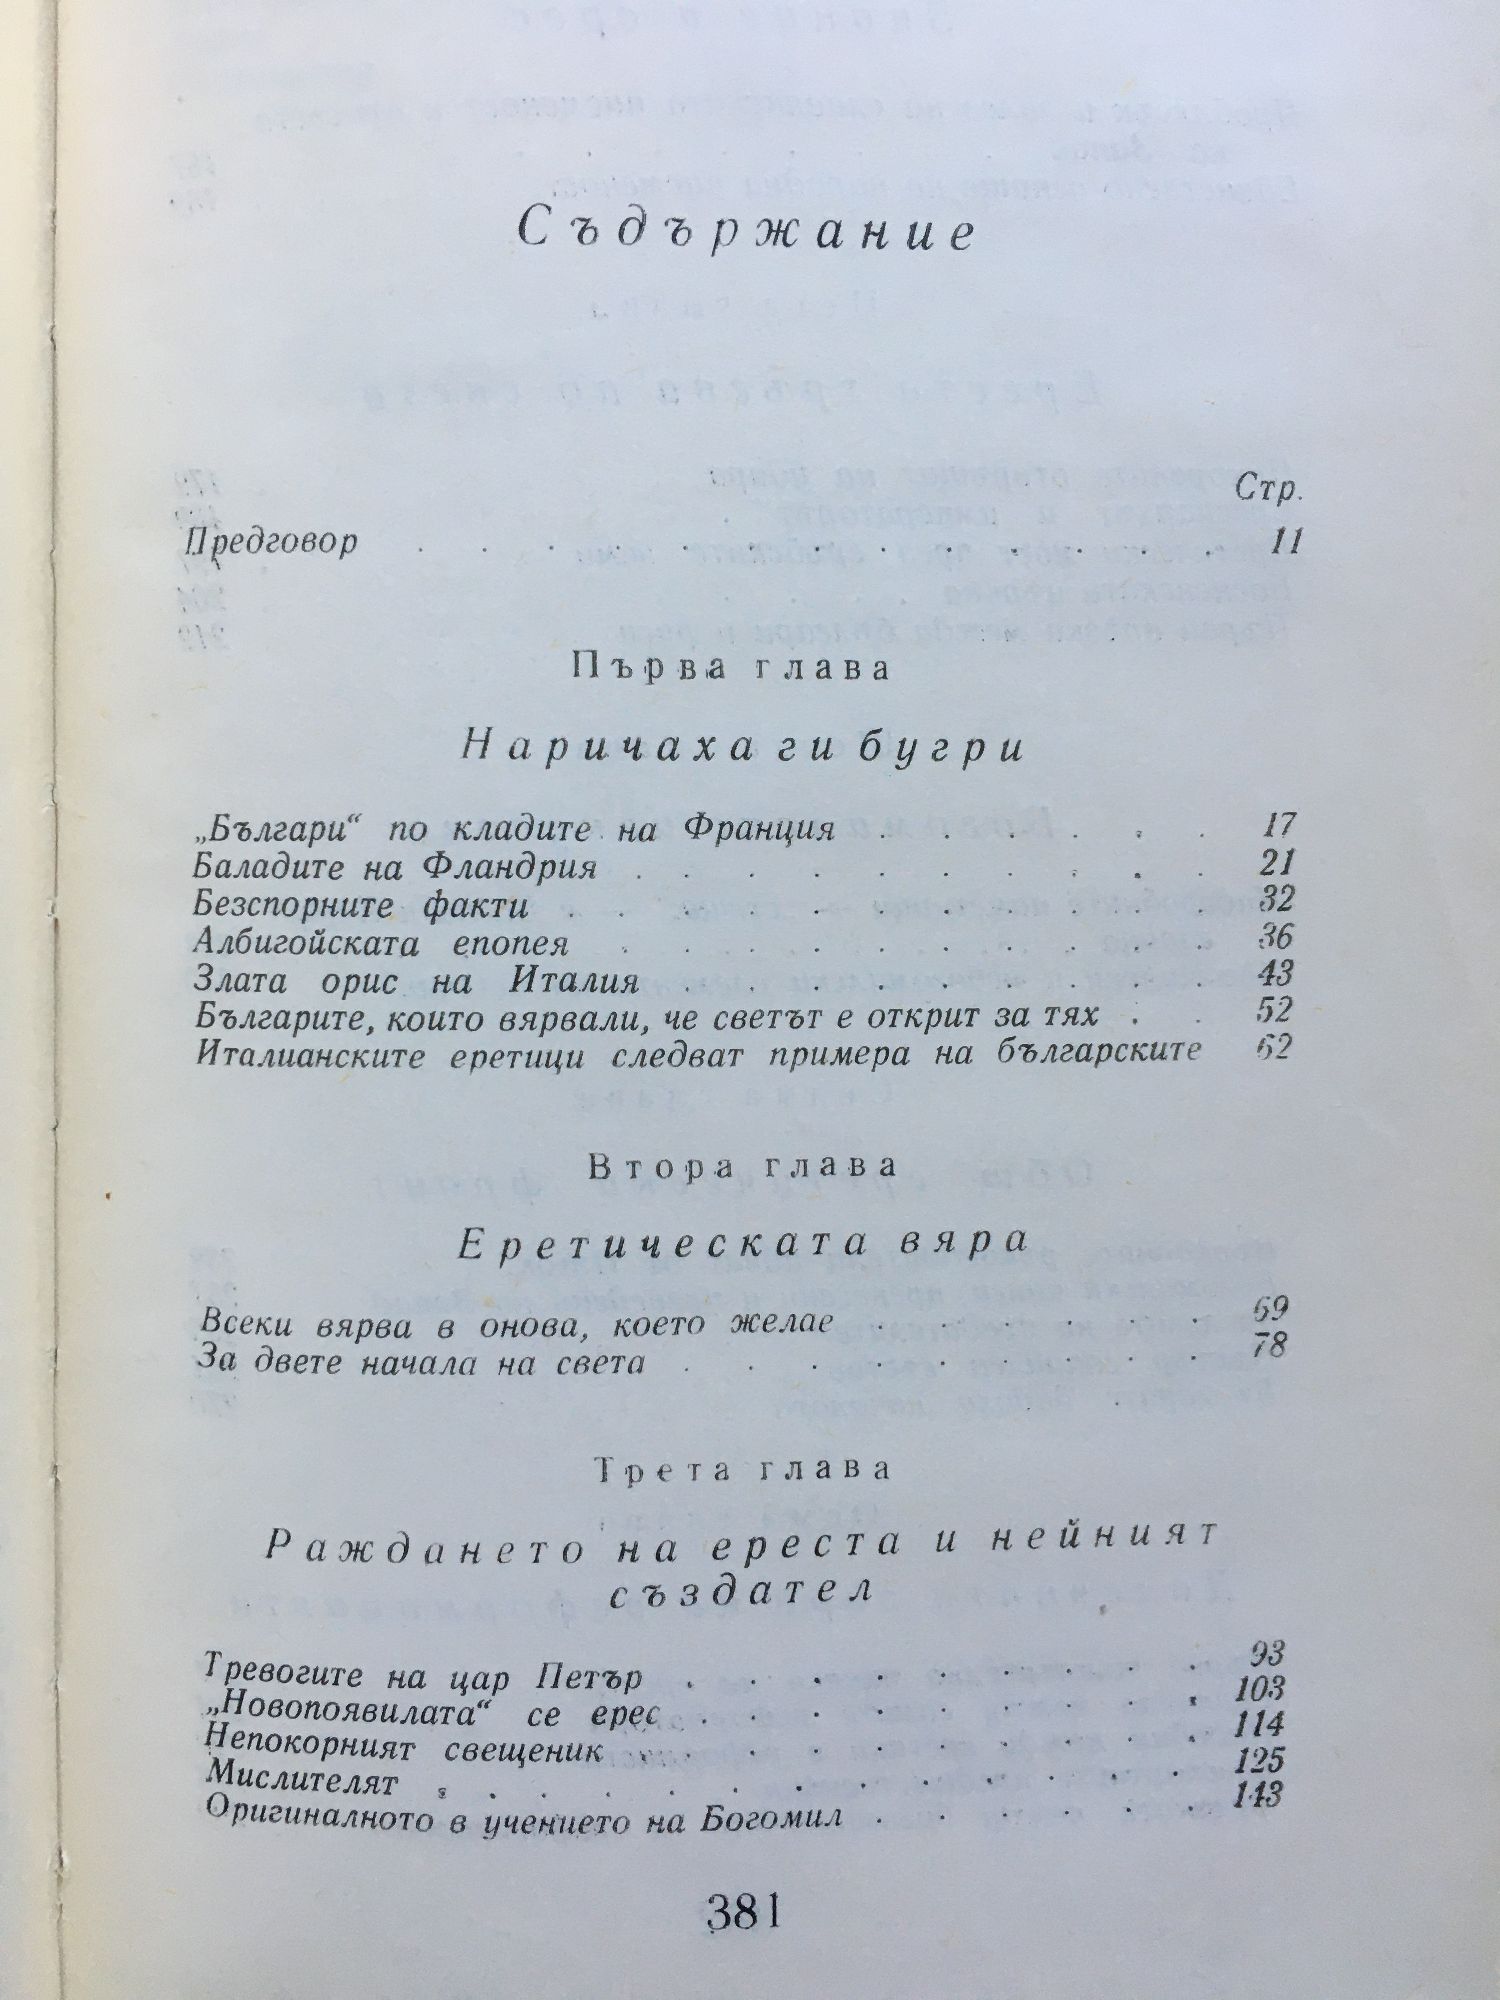 Съдържание
Стр.
Предговор . . . . . . . . . . . . . 11
Първа глава
Наричаха ги бугри
„Българи“ по кладите на Франция . . . . . . 17
Баладите на Фландрия . . . . . . . . . 21
Безспорните факти . . . . . . . . . . 32
Албигойската епопея . . . . . . . . . . 36
Злата орис на Италия . . . . . . . . . 43
Българите, които вярвали, че светът е открит за тях . . 52
Италианските еретици следват примера на българските 62
Втора глава
Еретическата вяра
Всеки вярва в онова, което желае . . . . . . 69
За двете начала на света . . . . . . . . . 78
Трета глава
Раждането на ереста и нейният
създател
Тревогите на цар Петър . . . . . . . . . 93
„Новопоявилата“ се ерес . . . . . . . . . 103
Непокорният свещеник . . . . . . . . . 114
Мислителят . . . . . . . . . . . . 125
Оригиналното в учението на Богомил . . . . . . 143
381